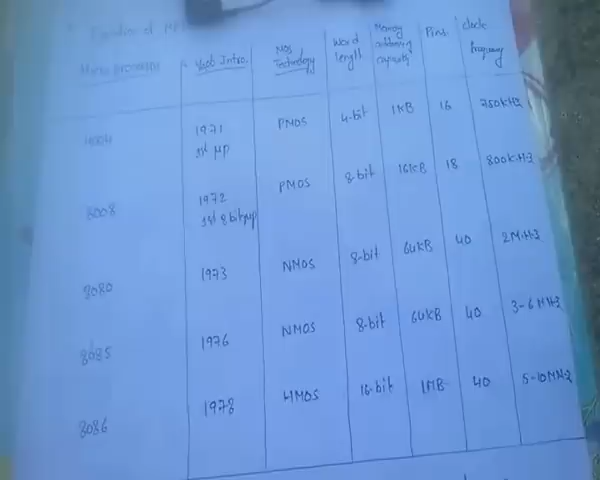 Evolution of
Microprocessor Year Intro. MOS Technology Word length Memory addressing capacity Pins clock frequency
4004 1971 1st μp PMOS 4-bit 1KB 16 750KHz
8008 1972 1st 8 bit μp PMOS 8-bit 16KB 18 800KHz
8080 1973 NMOS 8-bit 64KB 40 2MHz
8085 1976 NMOS 8-bit 64KB 40 3-6 MHz
8086 1978 HMOS 16-bit 1MB 40 5-10MHz